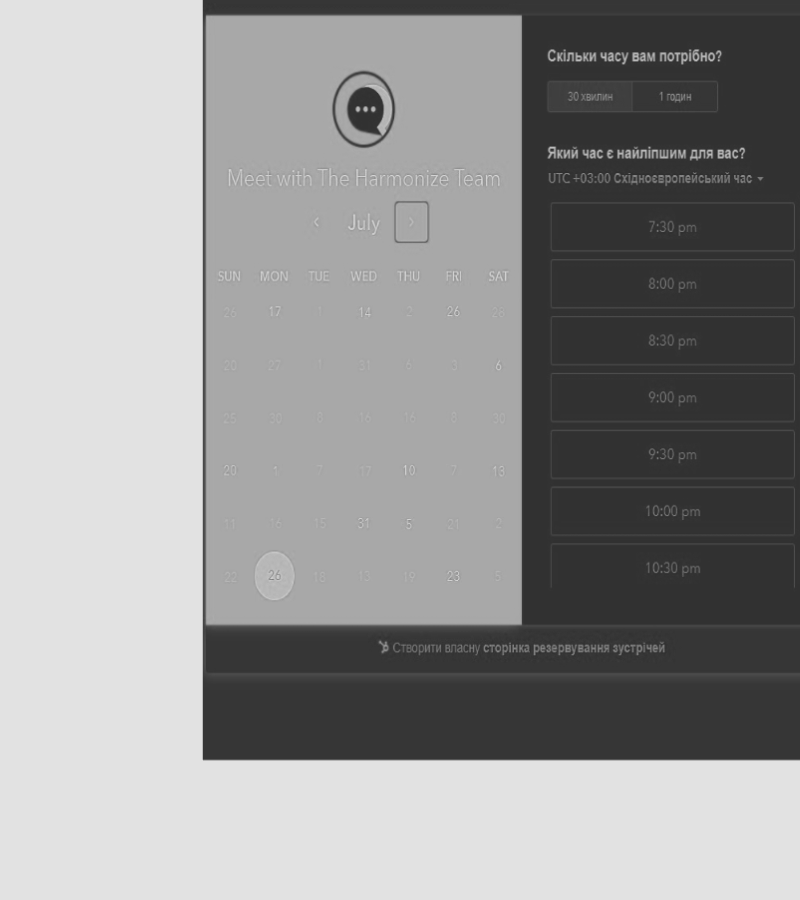 Meet with The Harmonize Team
July
SUN MON TUE WED THU FRI SAT
26 17 1 14 2 26 28
20 27 1 31 6 3 6
25 30 8 16 16 8 30
20 1 7 17 10 7 13
11 16 15 31 5 21 2
22 26 18 13 19 23 5
Скільки часу вам потрібно?
30 хвилин 1 годин
Який час є найліпшим для вас?
UTC +03:00 Східноєвропейський час
7:30 pm
8:00 pm
8:30 pm
9:00 pm
9:30 pm
10:00 pm
10:30 pm
Створити власну сторінка резервування зустрічей